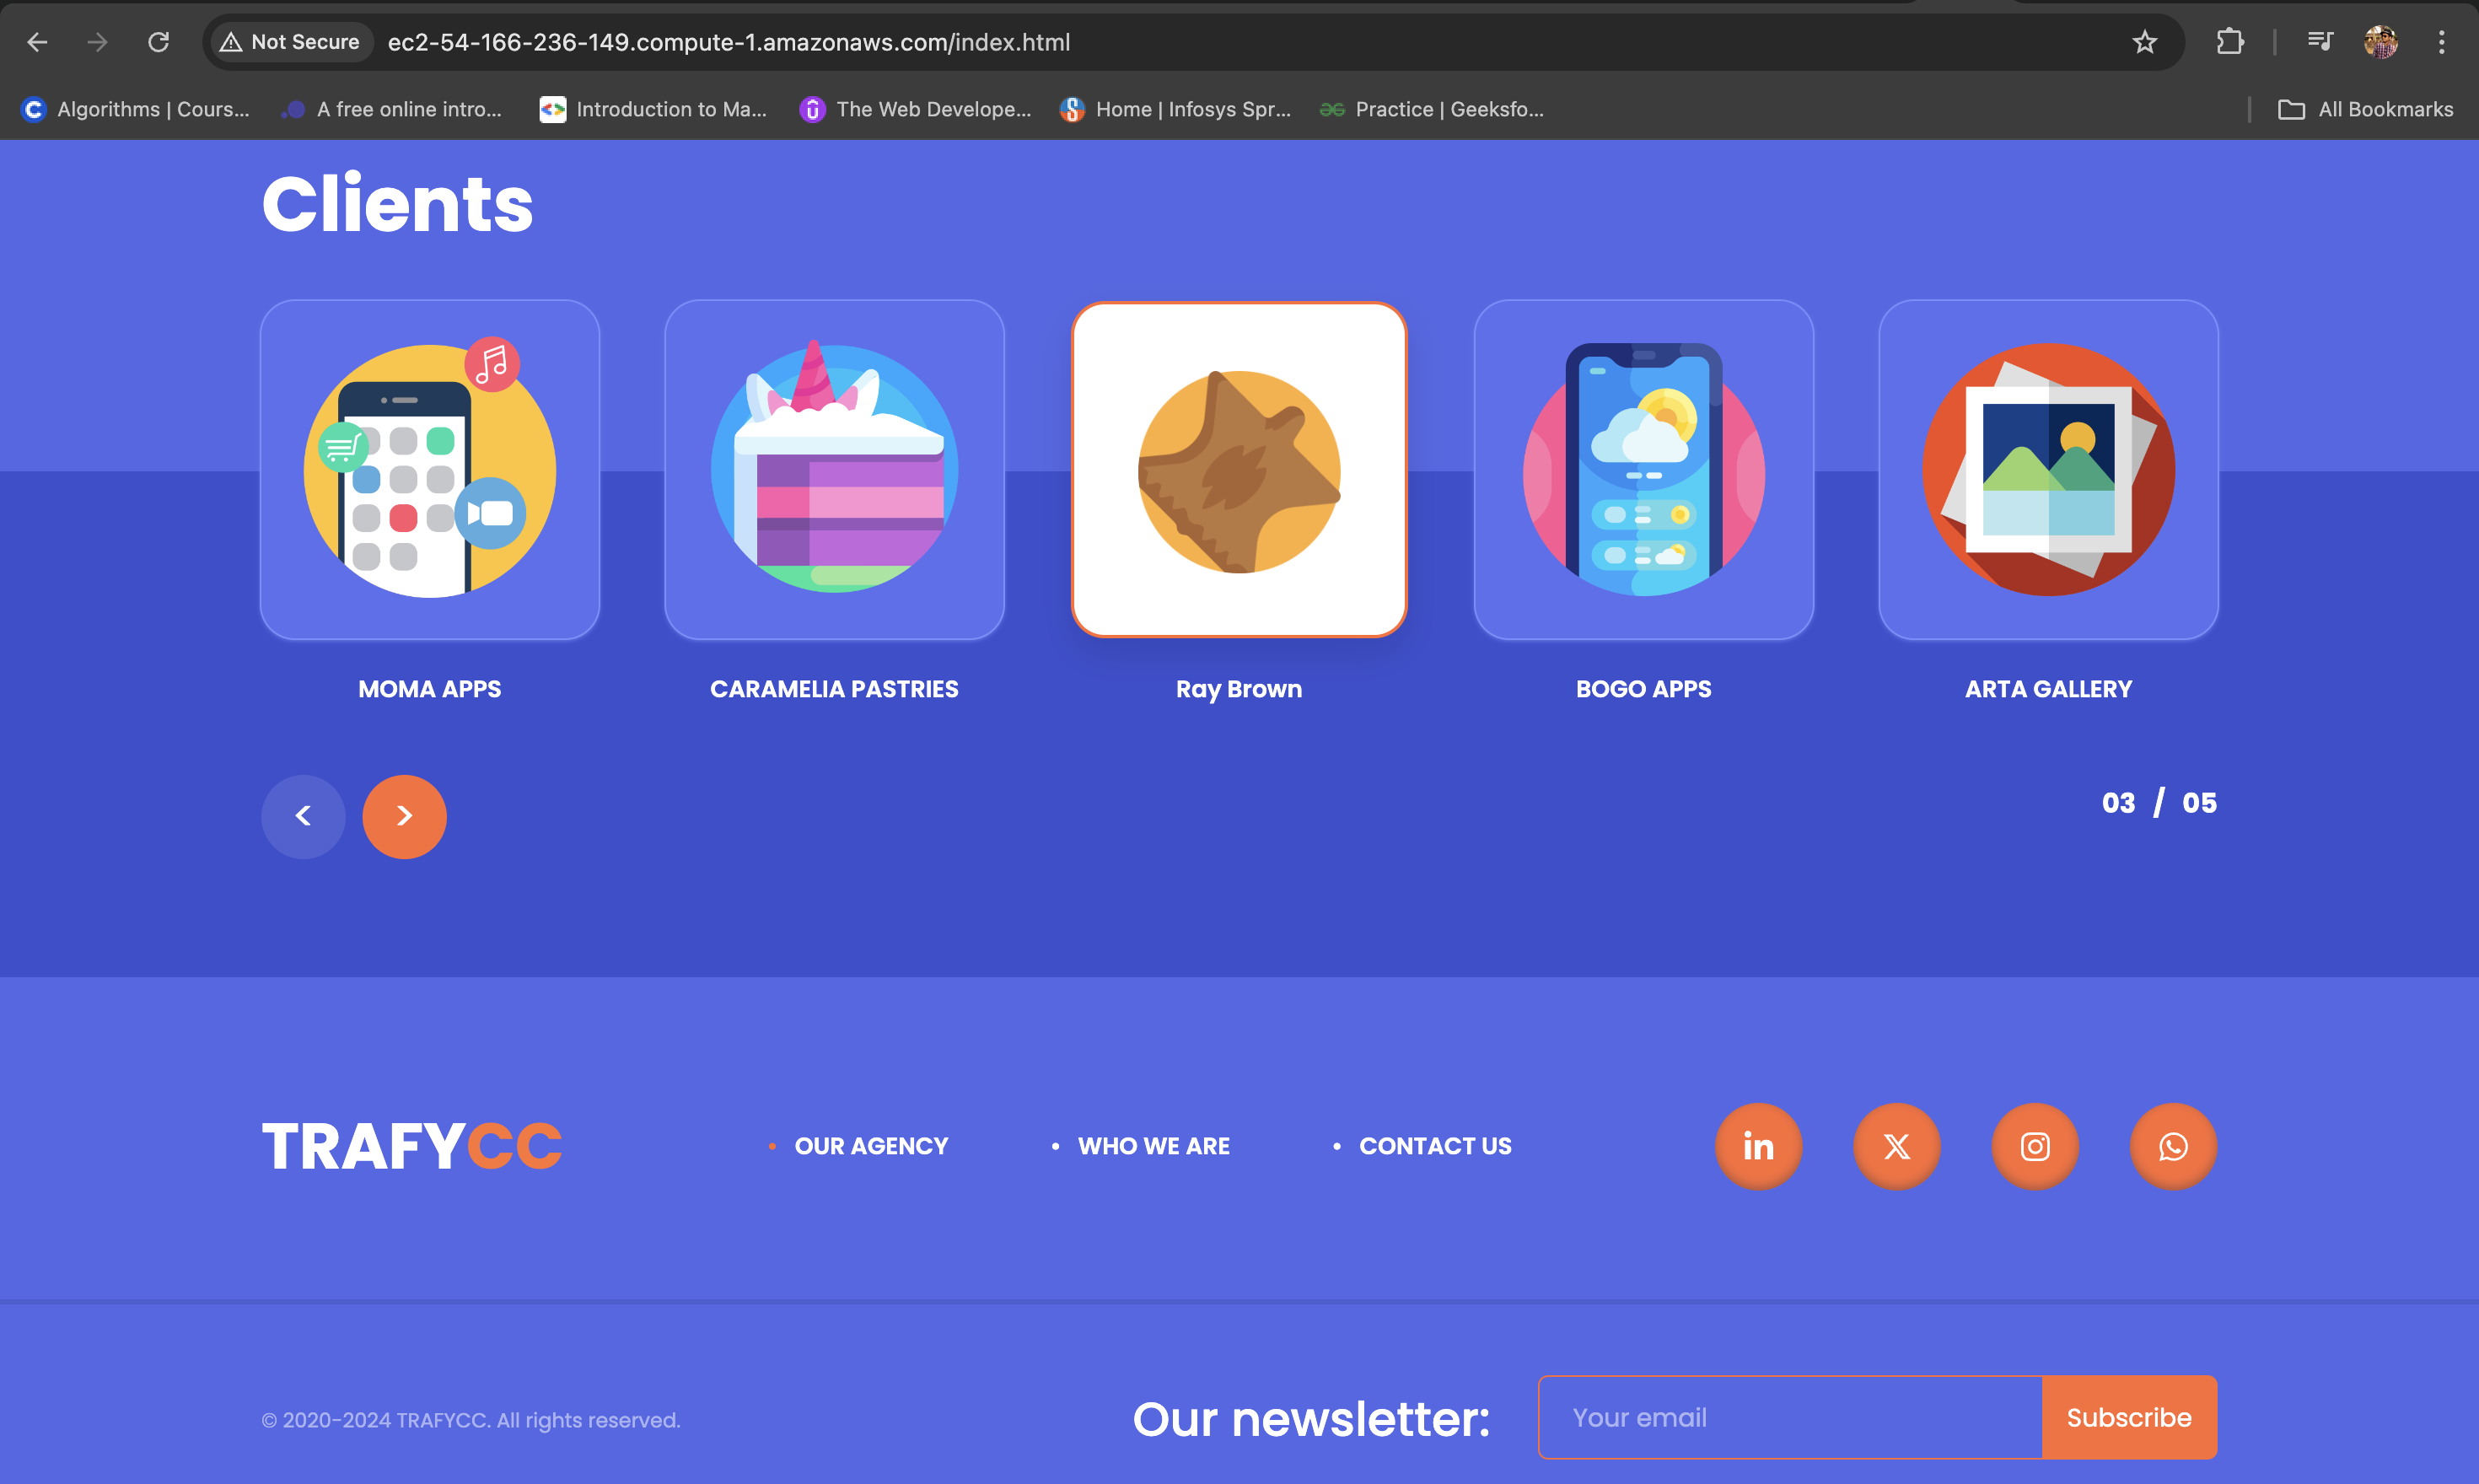 Not Secure ec2-54-166-236-149.compute-1.amazonaws.com/index.html
Algorithms | Cours... A free online intro... Introduction to Ma... The Web Develope... Home | Infosys Spr... Practice | Geeksfo... All Bookmarks
Clients
MOMA APPS CARAMELIA PASTRIES Ray Brown BOGO APPS ARTA GALLERY
< > 03 / 05
TRAFYCC • OUR AGENCY • WHO WE ARE • CONTACT US in X
© 2020-2024 TRAFYCC. All rights reserved. Our newsletter: Your email Subscribe